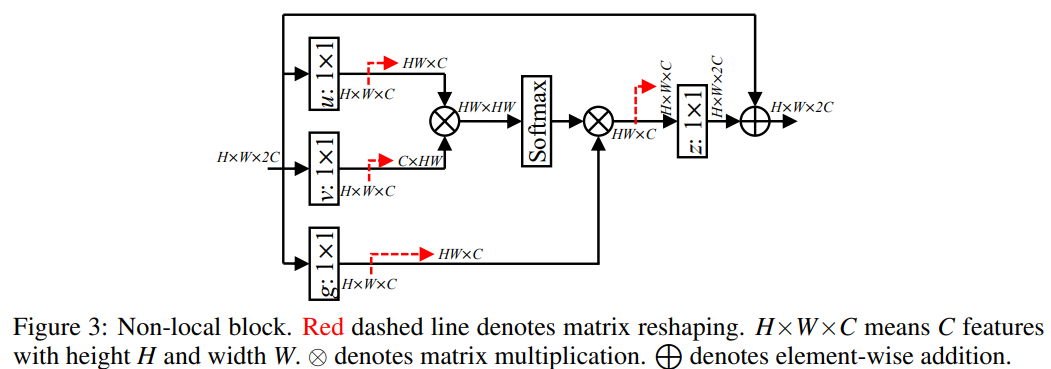 u: 1×1
HW×C
H×W×C
HW×HW
Softmax
H×W×C
HW×C
z: 1×1
H×W×2C
H×W×2C
H×W×2C
v: 1×1
C×HW
H×W×C
g: 1×1
HW×C
H×W×C
Figure 3: Non-local block. Red dashed line denotes matrix reshaping. H×W×C means C features
with height H and width W. ⊗ denotes matrix multiplication. ⊕ denotes element-wise addition.